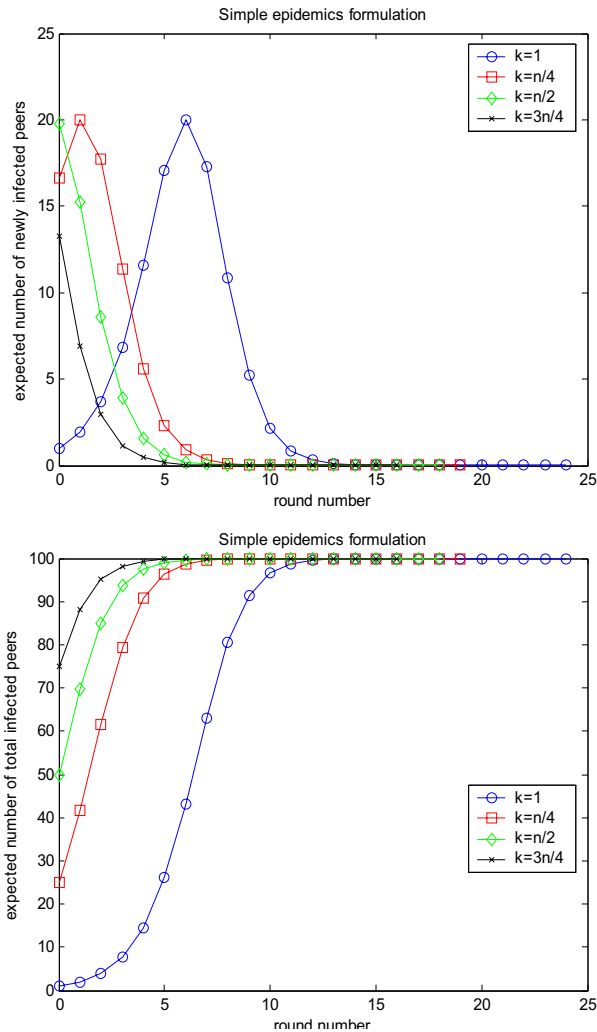 Simple epidemics formulation
25
20
15
10
5
0
expected number of newly infected peers
k=1
k=n/4
k=n/2
k=3n/4
0 5 10 15 20 25
round number
Simple epidemics formulation
100
90
80
70
60
50
40
30
20
10
0
expected number of total infected peers
k=1
k=n/4
k=n/2
k=3n/4
0 5 10 15 20 25
round number